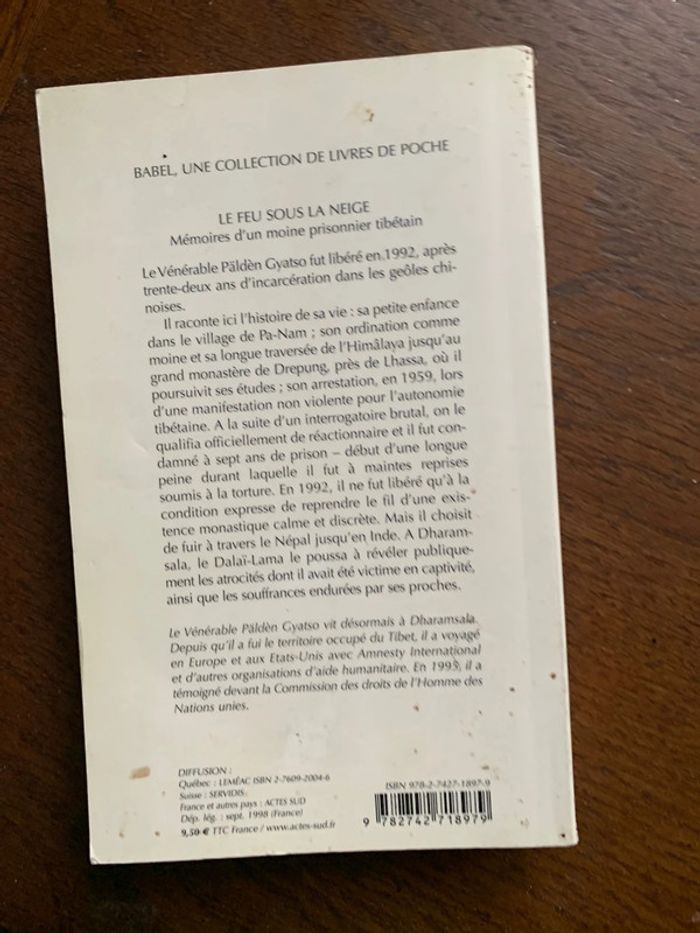 BABEL, UNE COLLECTION DE LIVRES DE POCHE
LE FEU SOUS LA NEIGE
Mémoires d'un moine prisonnier tibétain
Le Vénérable Päldèn Gyatso fut libéré en 1992, après
trente-deux ans d'incarcération dans les geôles chi-
noises.
Il raconte ici l'histoire de sa vie : sa petite enfance
dans le village de Pa-Nam ; son ordination comme
moine et sa longue traversée de l'Himâlaya jusqu'au
grand monastère de Drepung, près de Lhassa, où il
poursuivit ses études ; son arrestation, en 1959, lors
d'une manifestation non violente pour l'autonomie
tibétaine. A la suite d'un interrogatoire brutal, on le
qualifia officiellement de réactionnaire et il fut con-
damné à sept ans de prison – début d'une longue
peine durant laquelle il fut à maintes reprises
soumis à la torture. En 1992, il ne fut libéré qu'à la
condition expresse de reprendre le fil d'une exis-
tence monastique calme et discrète. Mais il choisit
de fuir à travers le Népal jusqu'en Inde. A Dharam-
sala, le Dalaï-Lama le poussa à révéler publique-
ment les atrocités dont il avait été victime en captivité,
ainsi que les souffrances endurées par ses proches.
Le Vénérable Päldèn Gyatso vit désormais à Dharamsala.
Depuis qu'il a fui le territoire occupé du Tibet, il a voyagé
en Europe et aux Etats-Unis avec Amnesty International
et d'autres organisations d'aide humanitaire. En 1995, il a
témoigné devant la Commission des droits de l'Homme des
Nations unies.
DIFFUSION :
Québec : LEMÉAC ISBN 2-7609-2004-6
Suisse : SERVIDIS
France et autres pays : ACTES SUD
Dép. lég. : sept. 1998 (France)
9,50 € TTC France / www.actes-sud.fr
ISBN 978-2-7427-1897-9
9 782742 718979